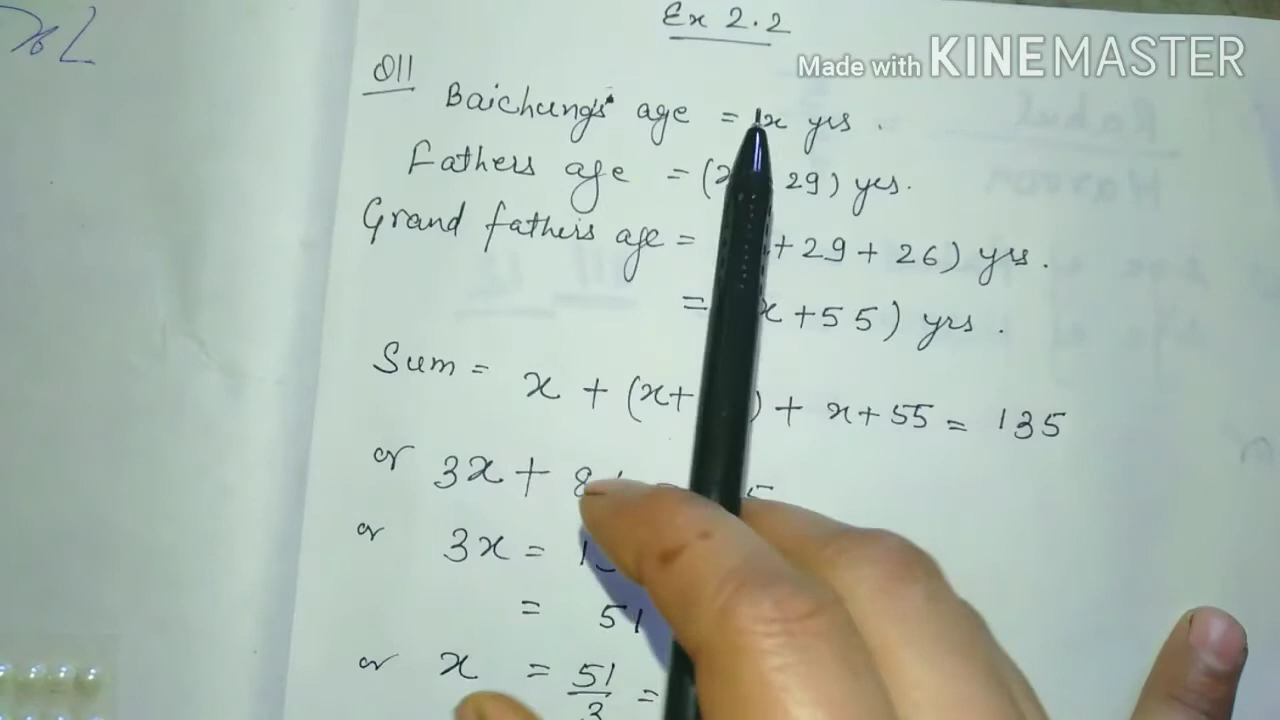 Ex 2.2
Made with KINEMASTER
Q11
Baichung's age = x yrs.
Fathers age = ( 29) yrs.
Grand fathers age = + 29 + 26) yrs.
= x + 55) yrs.
Sum = x + (x+ ) + x + 55 = 135
or 3x + 8
or 3x =
= 51
or x = 51/3 =